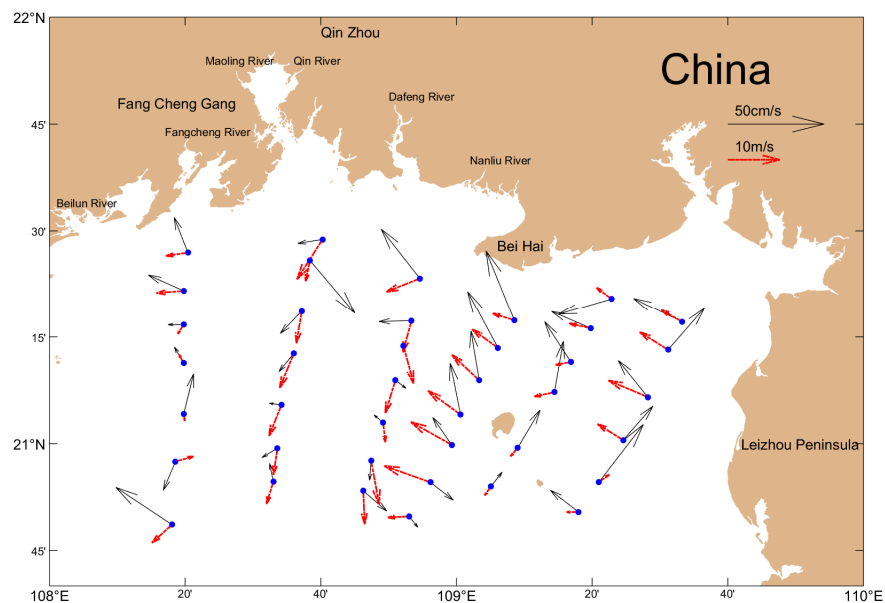 22°N
Qin Zhou
Maoling River
Qin River
China
Dafeng River
Fang Cheng Gang
50cm/s
45'
Fangcheng River
10m/s
Nanliu River
Beilun River
30'
Bei Hai
15'
21°N
Leizhou Peninsula
45'
108°E
20'
40'
109°E
20'
40'
110°E